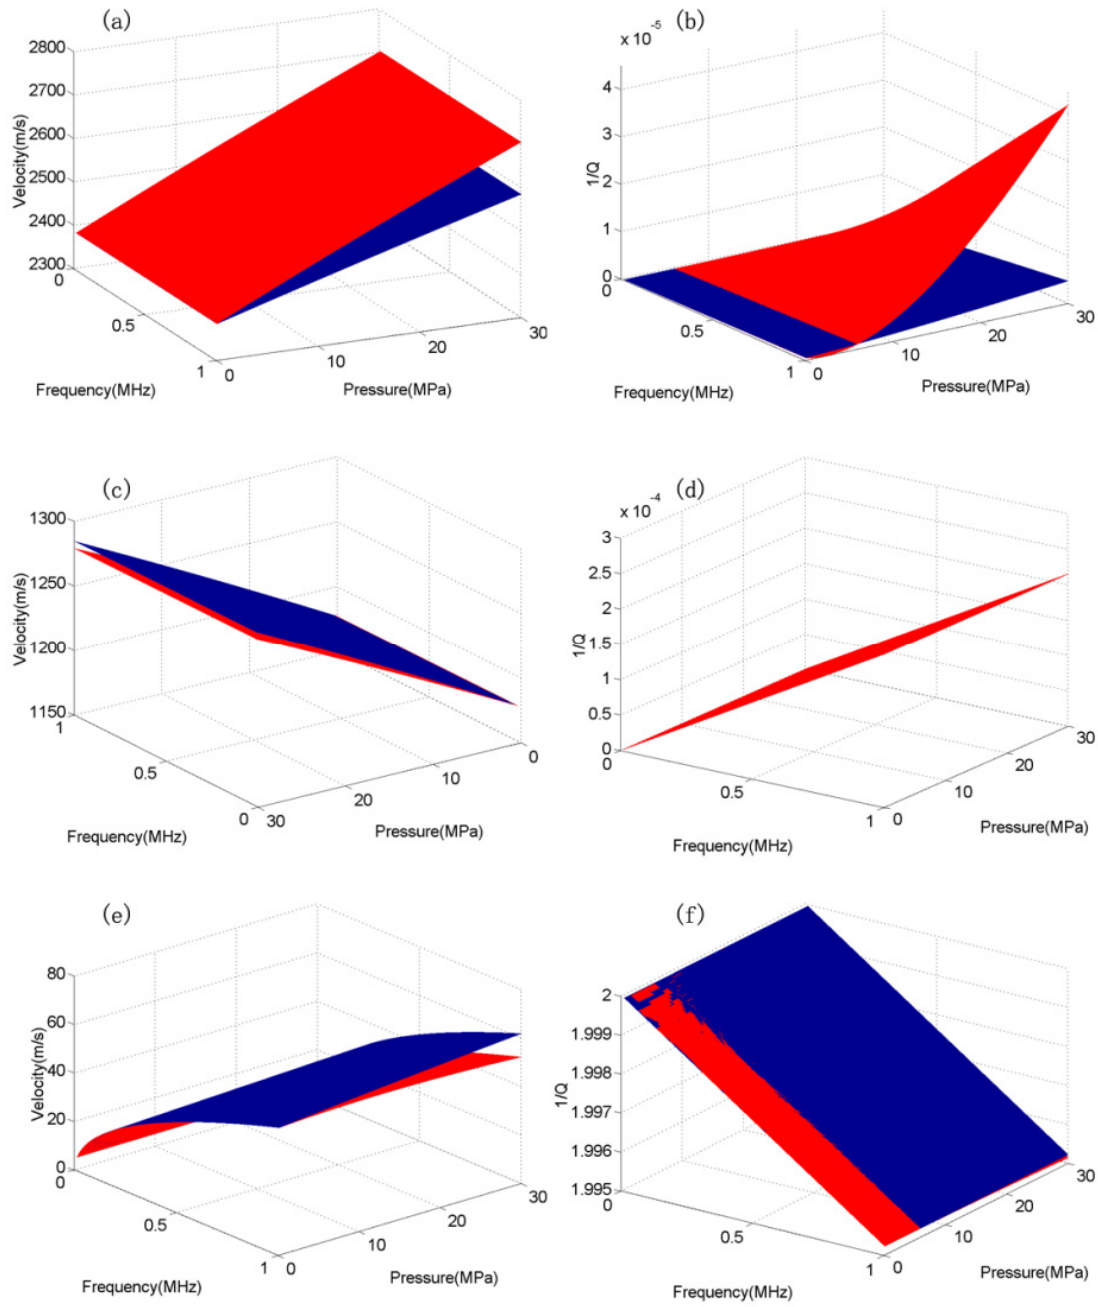 (a)
2800
2700
2600
2500
2400
2300
Velocity(m/s)
0
0.5
1
0
10
20
30
Frequency(MHz)
Pressure(MPa)
(b)
x 10^-5
4
3
2
1
0
1/Q
0
0.5
1
0
10
20
30
Frequency(MHz)
Pressure(MPa)
(c)
1300
1250
1200
1150
Velocity(m/s)
1
0.5
0
30
20
10
0
Frequency(MHz)
Pressure(MPa)
(d)
x 10^-4
3
2.5
2
1.5
1
0.5
0
1/Q
0
0.5
1
0
10
20
30
Frequency(MHz)
Pressure(MPa)
(e)
80
60
40
20
0
Velocity(m/s)
0
0.5
1
0
10
20
30
Frequency(MHz)
Pressure(MPa)
(f)
2
1.999
1.998
1.997
1.996
1.995
1/Q
0
0.5
1
0
10
20
30
Frequency(MHz)
Pressure(MPa)